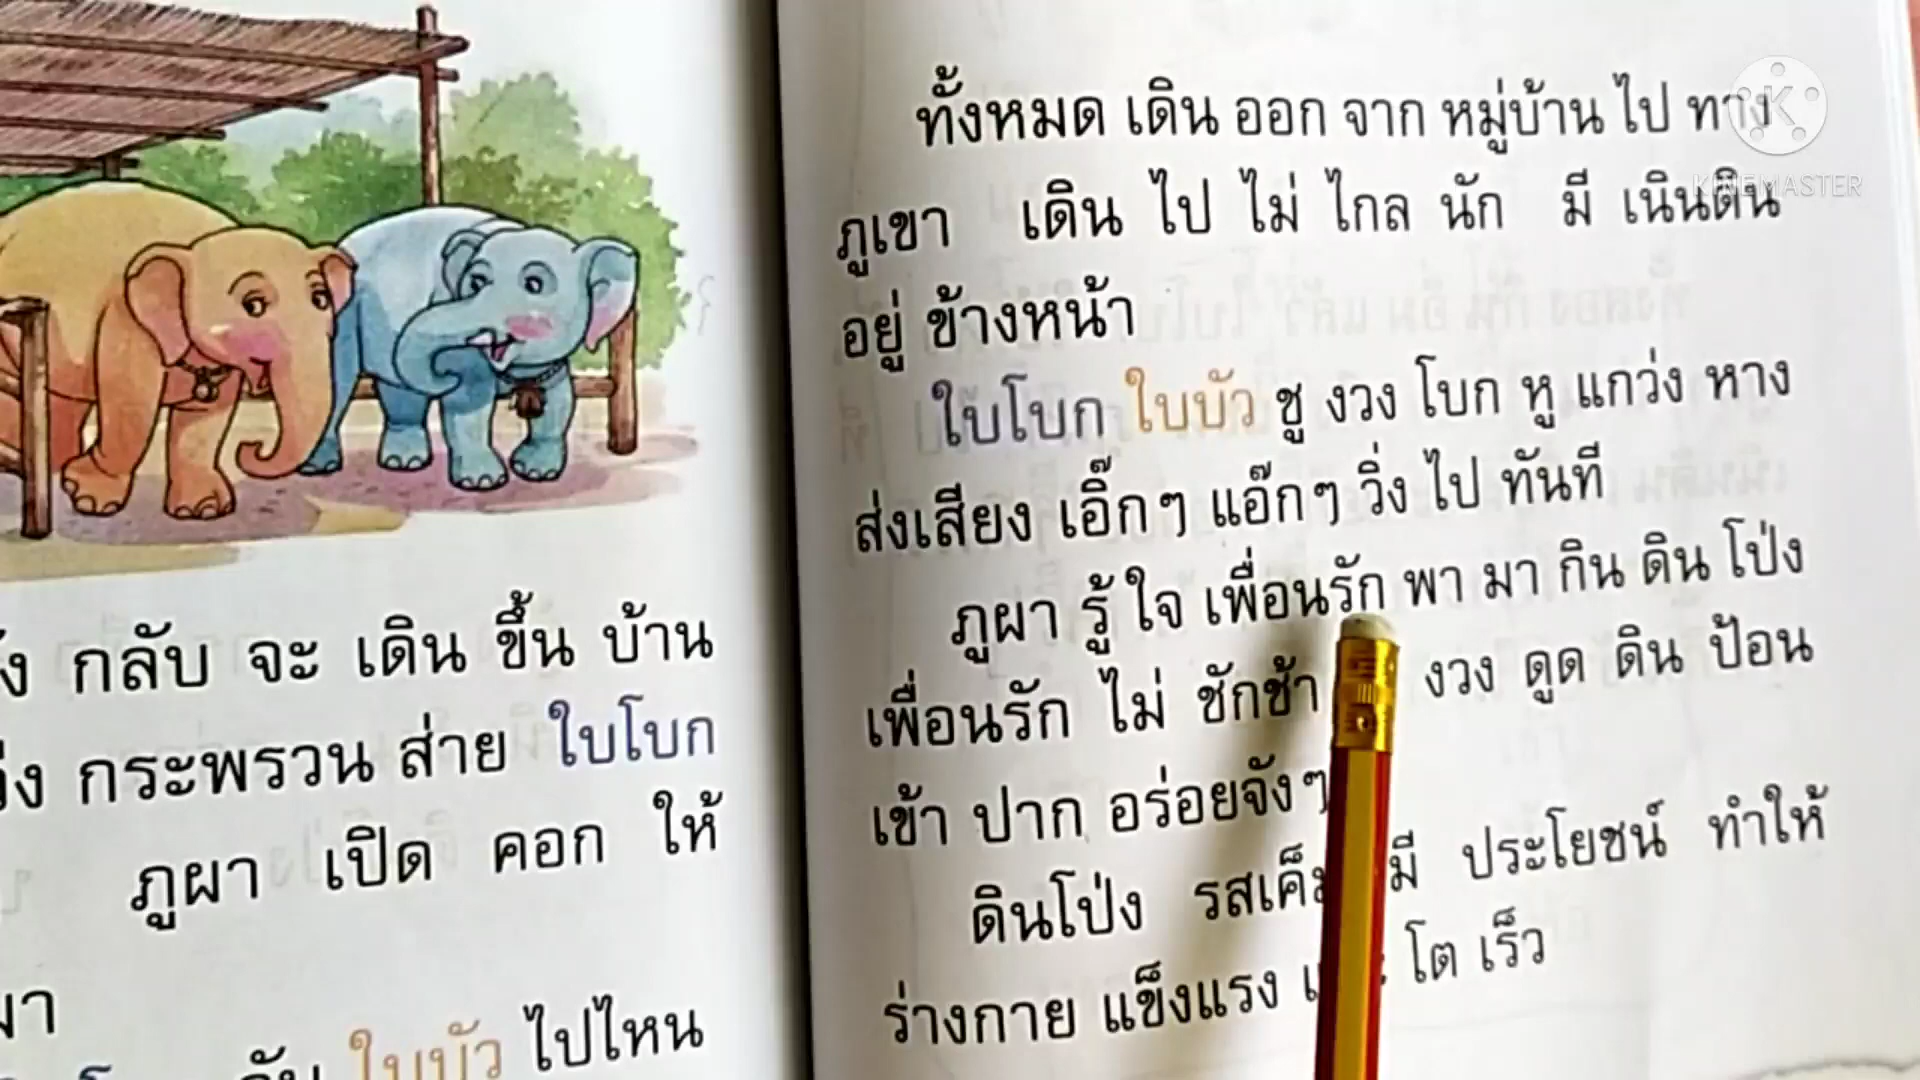 กลับ จะ เดิน ขึ้น บ้าน
กระพรวน ส่าย ใบโบก
ภูผา เปิด คอก ให้
ใบบัว ไปไหน
ทั้งหมด เดิน ออก จาก หมู่บ้าน ไป ทาง
ภูเขา เดิน ไป ไม่ ไกล นัก มี เนินดิน
อยู่ ข้างหน้า
ใบโบก ใบบัว ชู งวง โบก หู แกว่ง หาง
ส่งเสียง เอิ๊กๆ แอ๊กๆ วิ่ง ไป ทันที
ภูผา รู้ ใจ เพื่อนรัก พา มา กิน ดิน โป่ง
เพื่อนรัก ไม่ ชักช้า งวง ดูด ดิน ป้อน
เข้า ปาก อร่อยจังๆ
ดินโป่ง รสเค็ม มี ประโยชน์ ทำให้
ร่างกาย แข็งแรง โต เร็ว
KINEMASTER